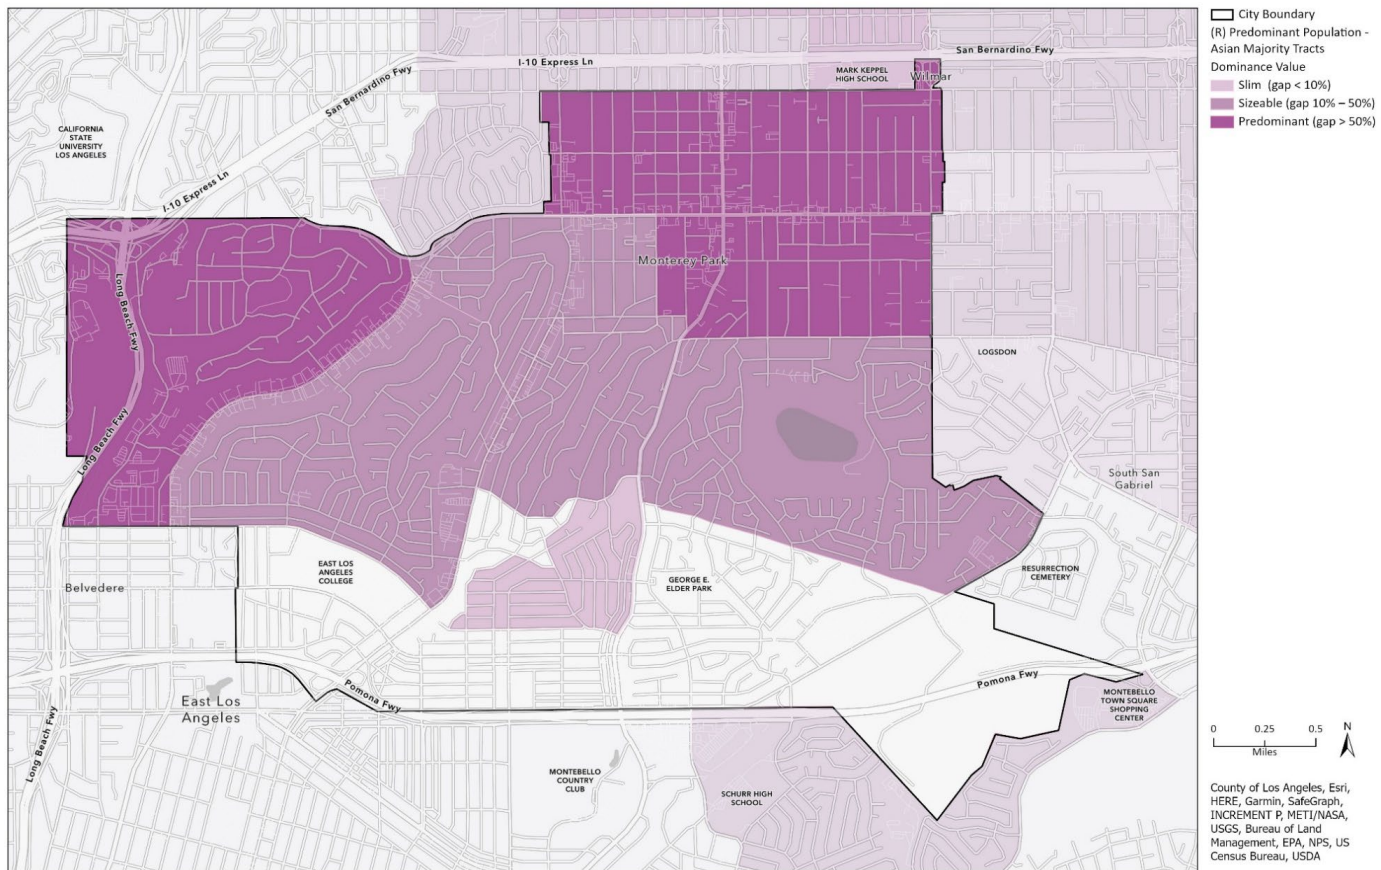 San Bernardino Fwy
I-10 Express Ln
MARK KEPPEL
HIGH SCHOOL
Wilmar
San Bernardino Fwy
CALIFORNIA
STATE
UNIVERSITY
LOS ANGELES
I-10 Express Ln
Monterey Park
Long Beach Fwy
LOGSDON
Long Beach Fwy
South San
Gabriel
EAST LOS
ANGELES
COLLEGE
GEORGE E.
ELDER PARK
RESURRECTION
CEMETERY
Belvedere
Pomona Fwy
Pomona Fwy
East Los
Angeles
MONTEBELLO
TOWN SQUARE
SHOPPING
CENTER
Long Beach Fwy
MONTEBELLO
COUNTRY
CLUB
SCHURR HIGH
SCHOOL
City Boundary
(R) Predominant Population -
Asian Majority Tracts
Dominance Value
Slim (gap < 10%)
Sizeable (gap 10% – 50%)
Predominant (gap > 50%)
0 0.25 0.5
Miles
N
County of Los Angeles, Esri,
HERE, Garmin, SafeGraph,
INCREMENT P, METI/NASA,
USGS, Bureau of Land
Management, EPA, NPS, US
Census Bureau, USDA